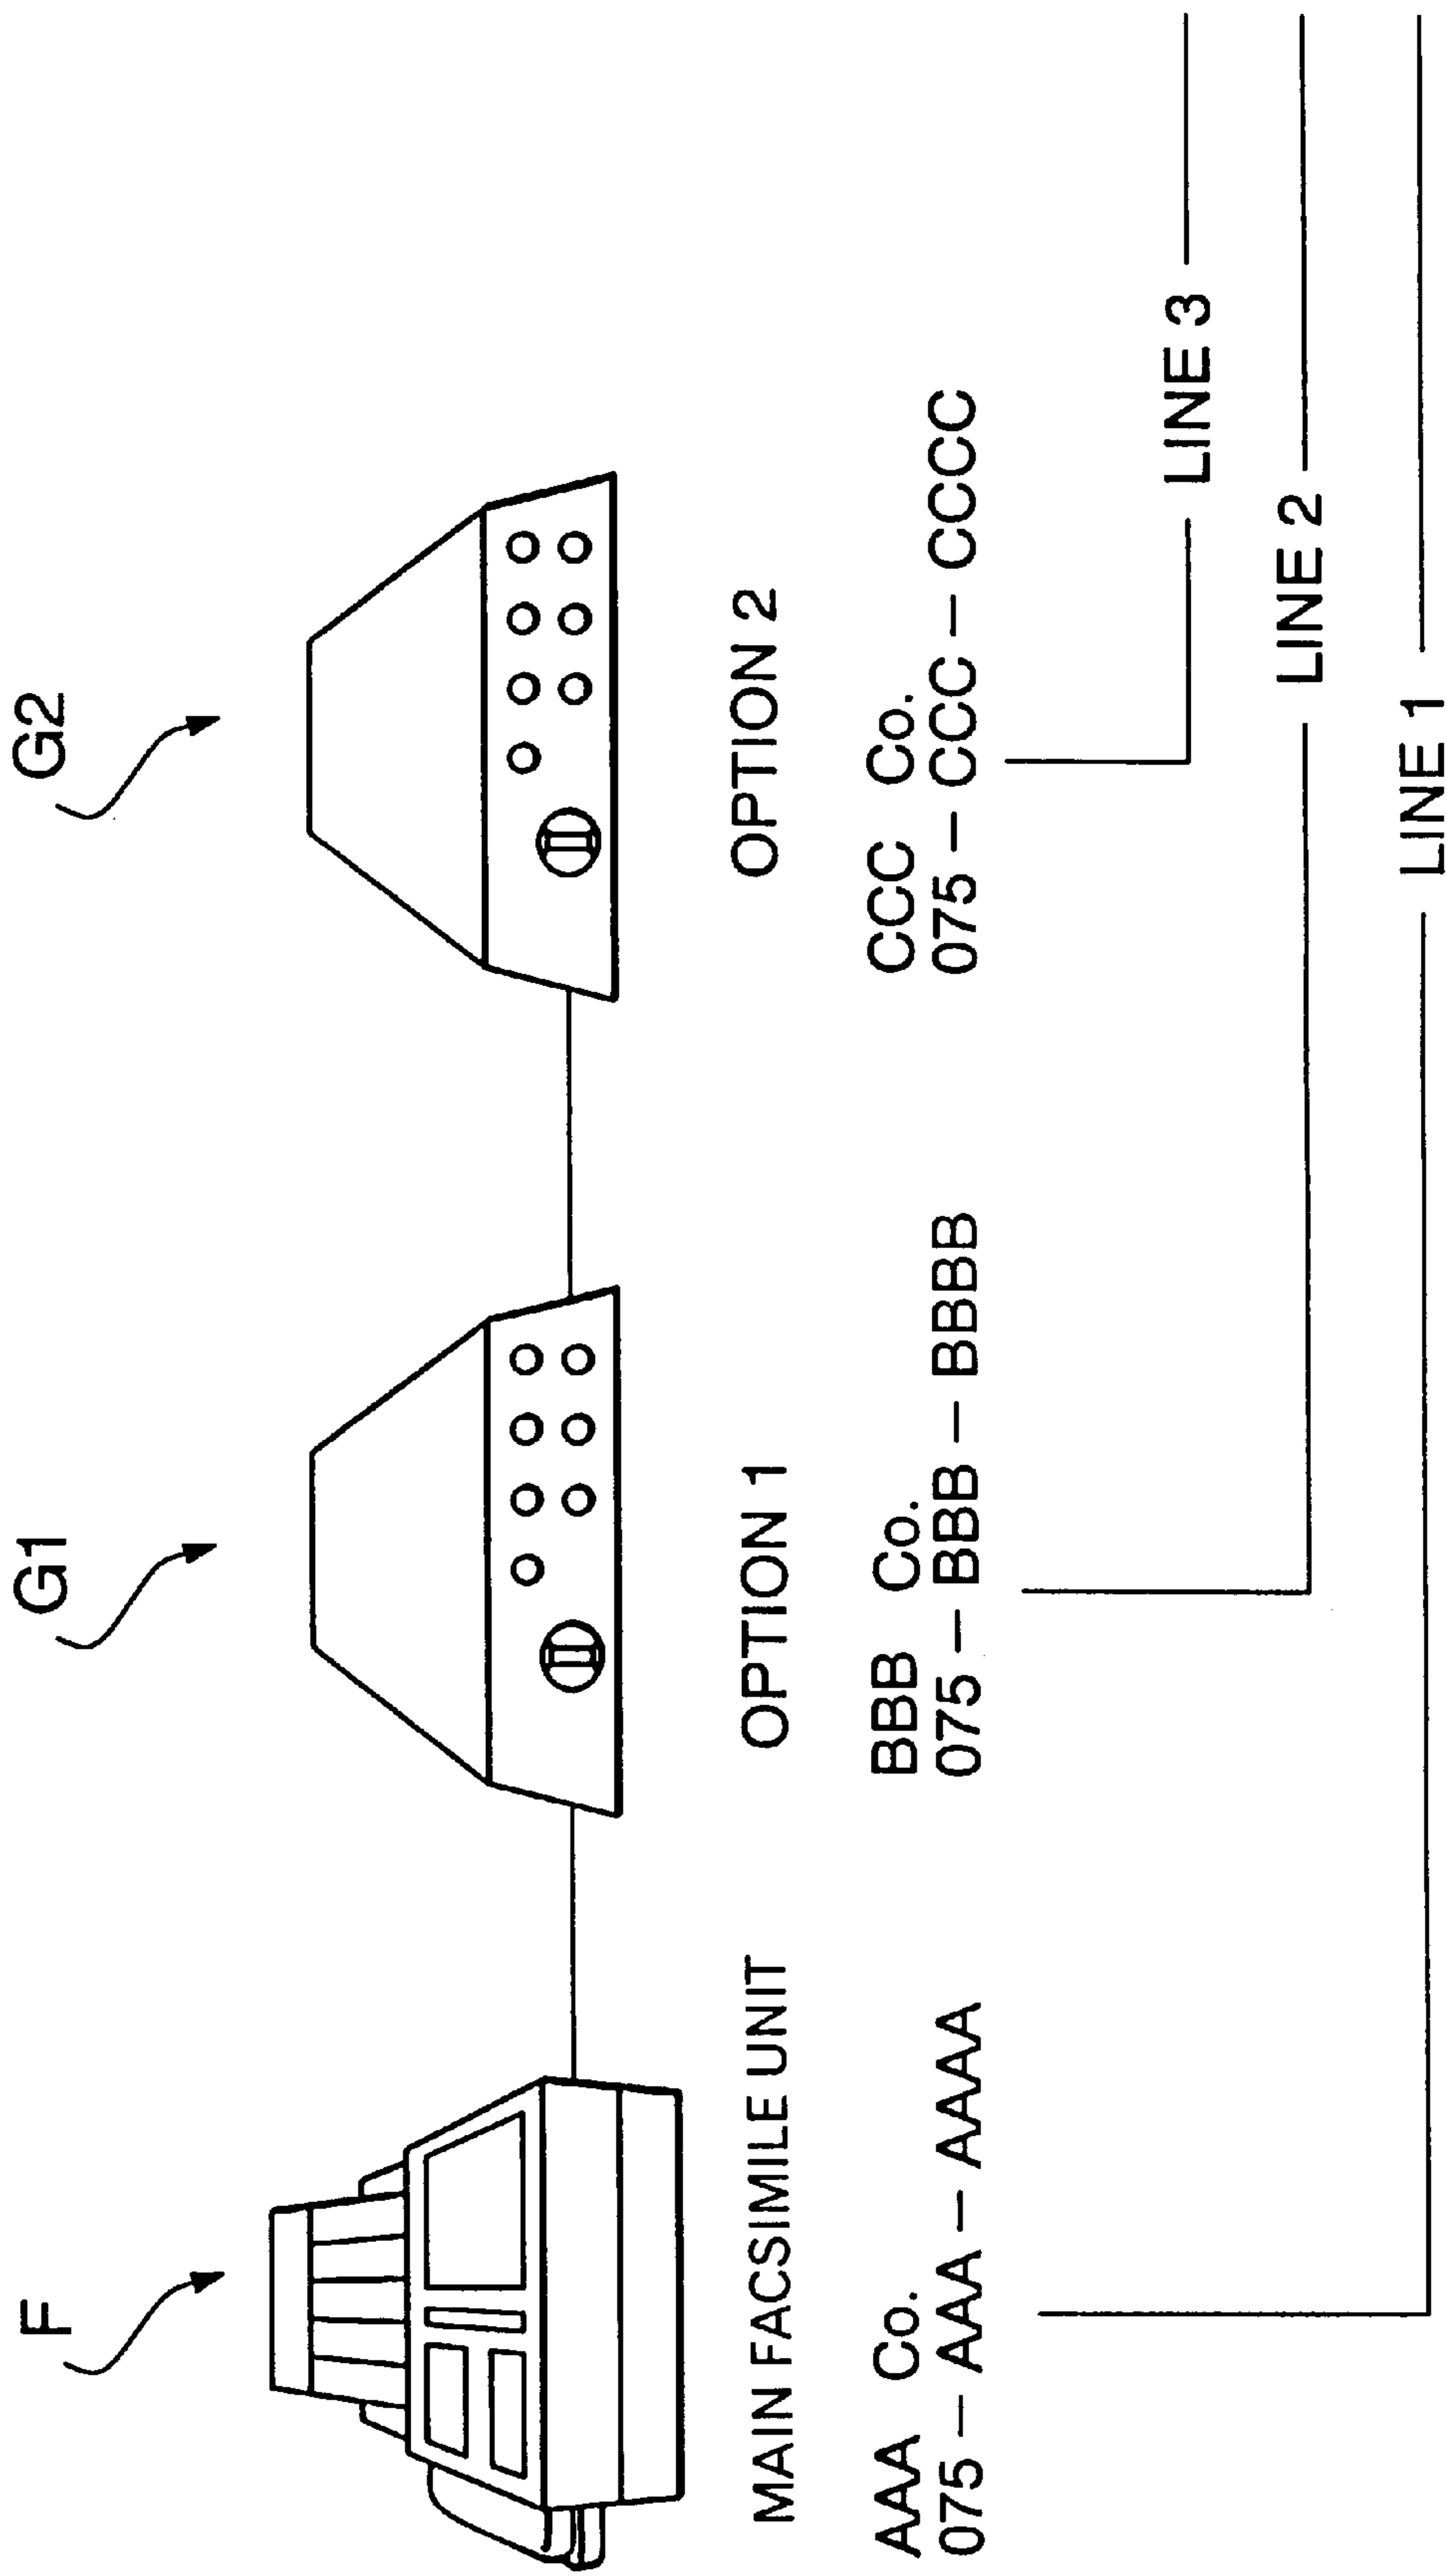 F
G1
G2
MAIN FACSIMILE UNIT
OPTION 1
OPTION 2
AAA Co.
075 – AAA – AAAA
BBB Co.
075 – BBB – BBBB
CCC Co.
075 – CCC – CCCC
LINE 3
LINE 2
LINE 1